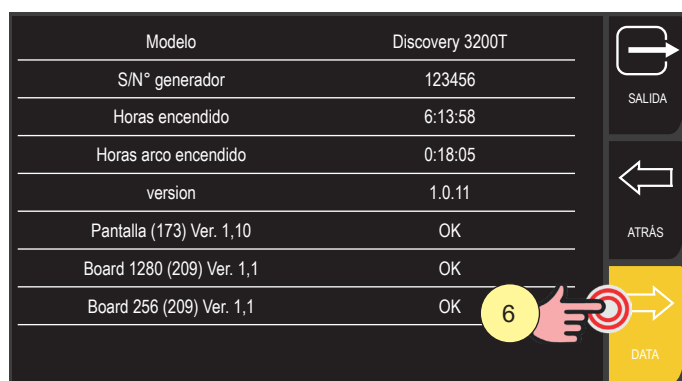 Modelo Discovery 3200T
S/N° generador 123456
Horas encendido 6:13:58
Horas arco encendido 0:18:05
version 1.0.11
Pantalla (173) Ver. 1,10 OK
Board 1280 (209) Ver. 1,1 OK
Board 256 (209) Ver. 1,1 OK
6
SALIDA
ATRÁS
DATA